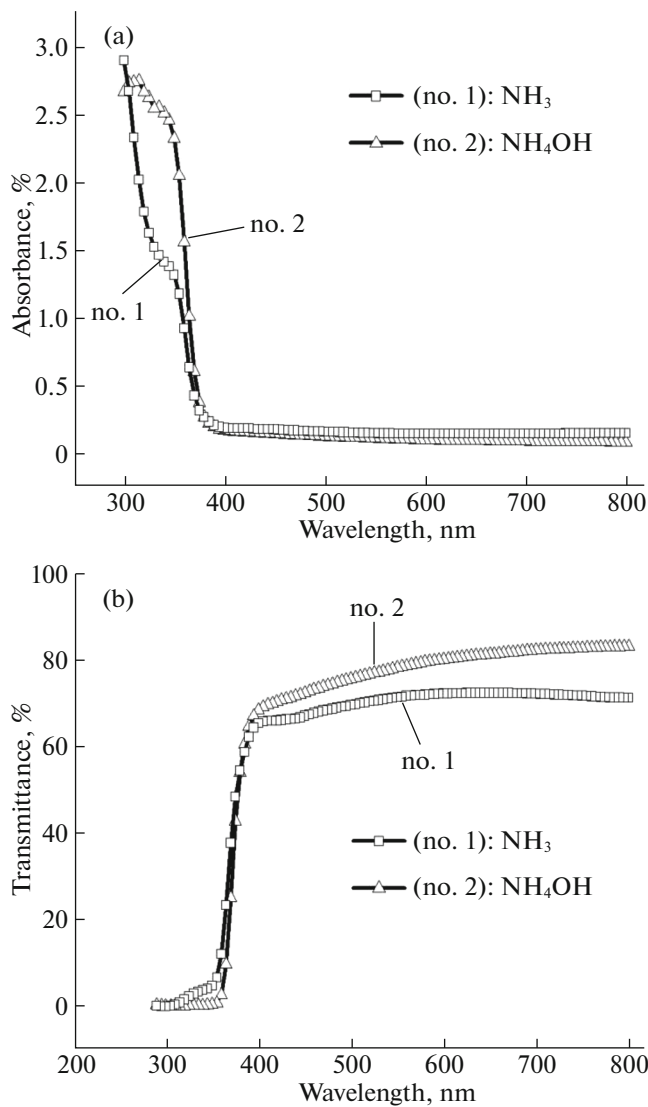 (a)
3.0
2.5
2.0
1.5
1.0
0.5
0
Absorbance, %
(no. 1): NH₃
(no. 2): NH₄OH
no. 2
no. 1
300 400 500 600 700 800
Wavelength, nm
(b)
100
80
60
40
20
0
Transmittance, %
no. 2
no. 1
(no. 1): NH₃
(no. 2): NH₄OH
200 300 400 500 600 700 800
Wavelength, nm